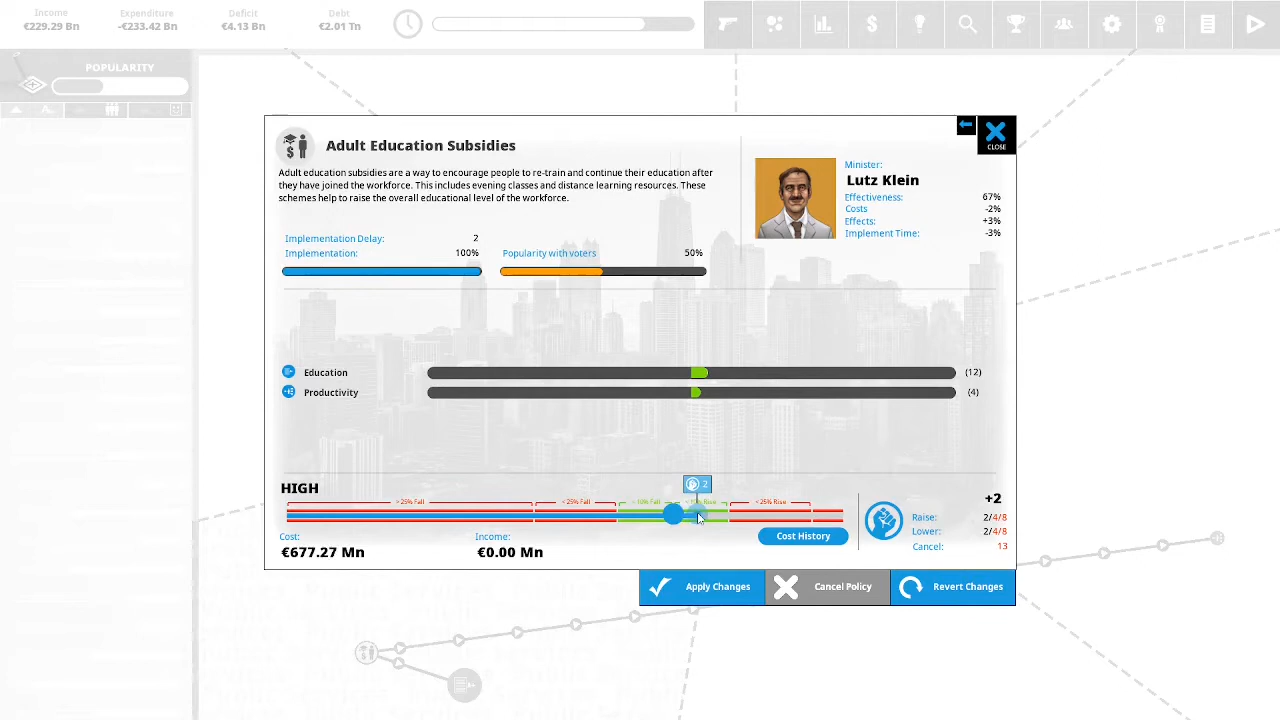 Income
Expenditure
Deficit
Debt
€229.29 Bn
-€233.42 Bn
€4.13 Bn
€2.01 Tn
POPULARITY
Adult Education Subsidies
CLOSE
Adult education subsidies are a way to encourage people to re-train and continue their education after
they have joined the workforce. This includes evening classes and distance learning resources. These
schemes help to raise the overall educational level of the workforce.
Minister:
Lutz Klein
Effectiveness: 67%
Costs -2%
Effects: +3%
Implement Time: -3%
Implementation Delay: 2
Implementation: 100%
Popularity with voters 50%
Education (12)
Productivity (4)
HIGH
2
+2
Raise: 2/4/8
Lower: 2/4/8
Cancel: 13
Cost:
€677.27 Mn
Income:
€0.00 Mn
Cost History
Apply Changes
Cancel Policy
Revert Changes